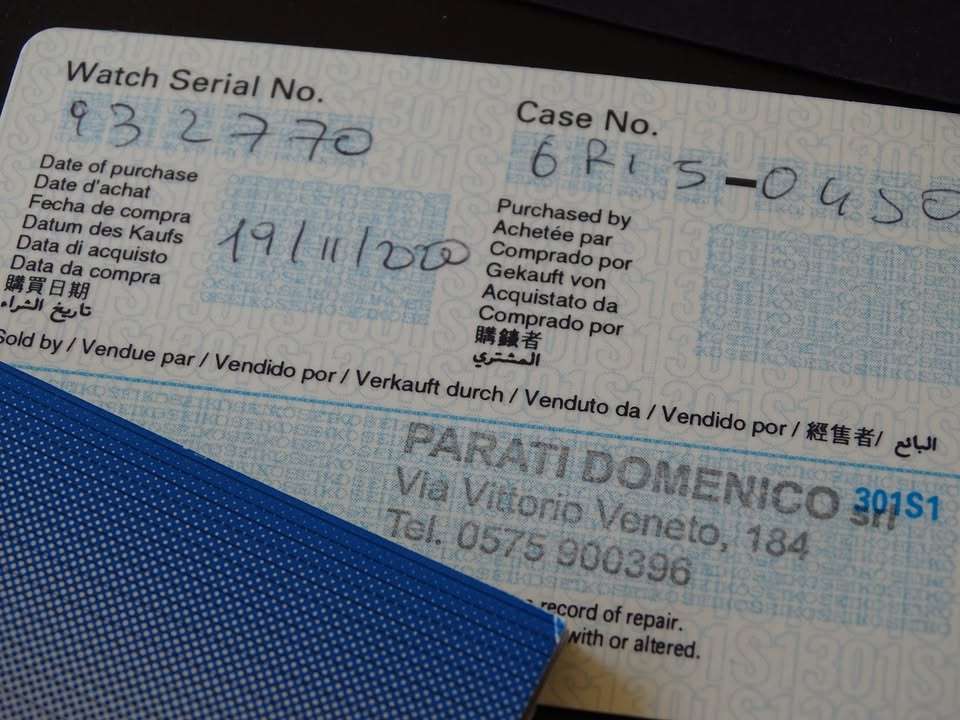 Watch Serial No.
932770
Case No.
6R15-0450
Date of purchase
Date d'achat
Fecha de compra
Datum des Kaufs
Data di acquisto
Data da compra
購買日期
تاريخ الشراء
19/11/2000
Purchased by
Achetée par
Comprado por
Gekauft von
Acquistato da
Comprado por
購錶者
المشتري
Sold by / Vendue par / Vendido por / Verkauft durch / Venduto da / Vendido por / 經售者/ البائع
PARATI DOMENICO srl
Via Vittorio Veneto, 184
Tel. 0575 900396
301S1
record of repair.
with or altered.